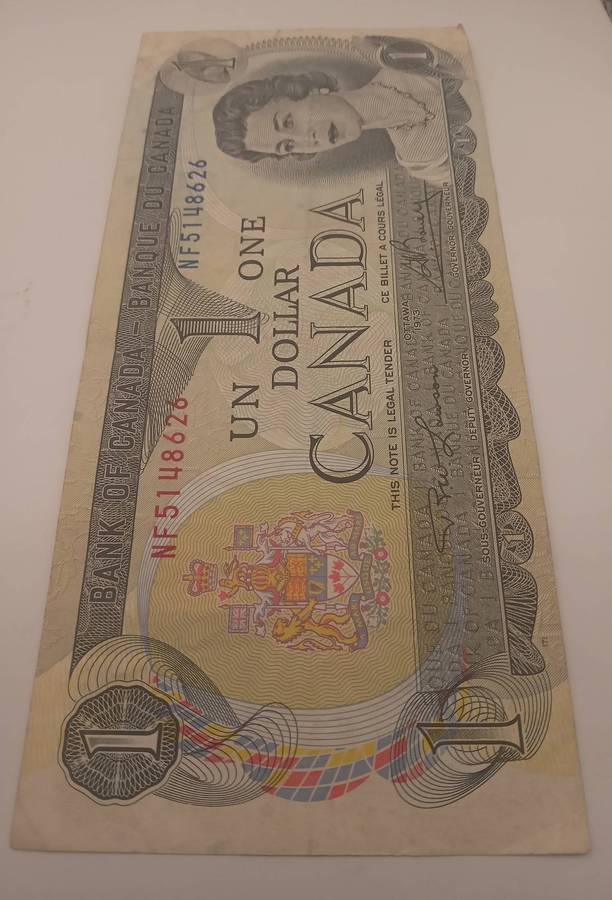 BANK OF CANADA – BANQUE DU CANADA
1
1
NF5148626
NF5148626
UN 1 ONE
DOLLAR
CANADA
THIS NOTE IS LEGAL TENDER CE BILLET A COURS LÉGAL
OTTAWA
1973
SOUS-GOUVERNEUR DEPUTY GOVERNOR
GOVERNOR-GOUVERNEUR
1
1